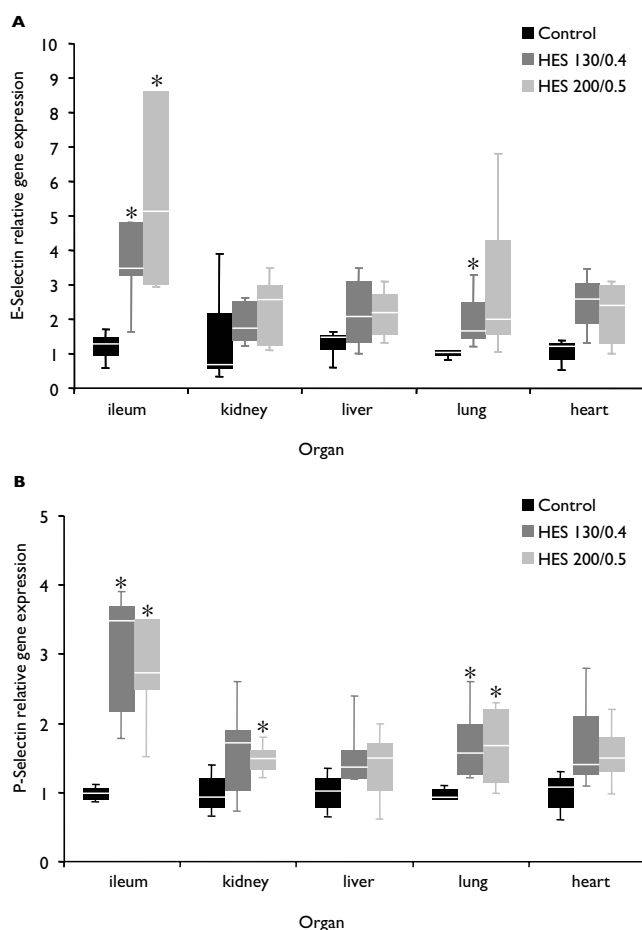 A
Control
HES 130/0.4
HES 200/0.5
E-Selectin relative gene expression
10
9
8
7
6
5
4
3
2
1
0
*
*
*
ileum kidney liver lung heart
Organ
B
Control
HES 130/0.4
HES 200/0.5
P-Selectin relative gene expression
5
4
3
2
1
0
* *
*
* *
ileum kidney liver lung heart
Organ